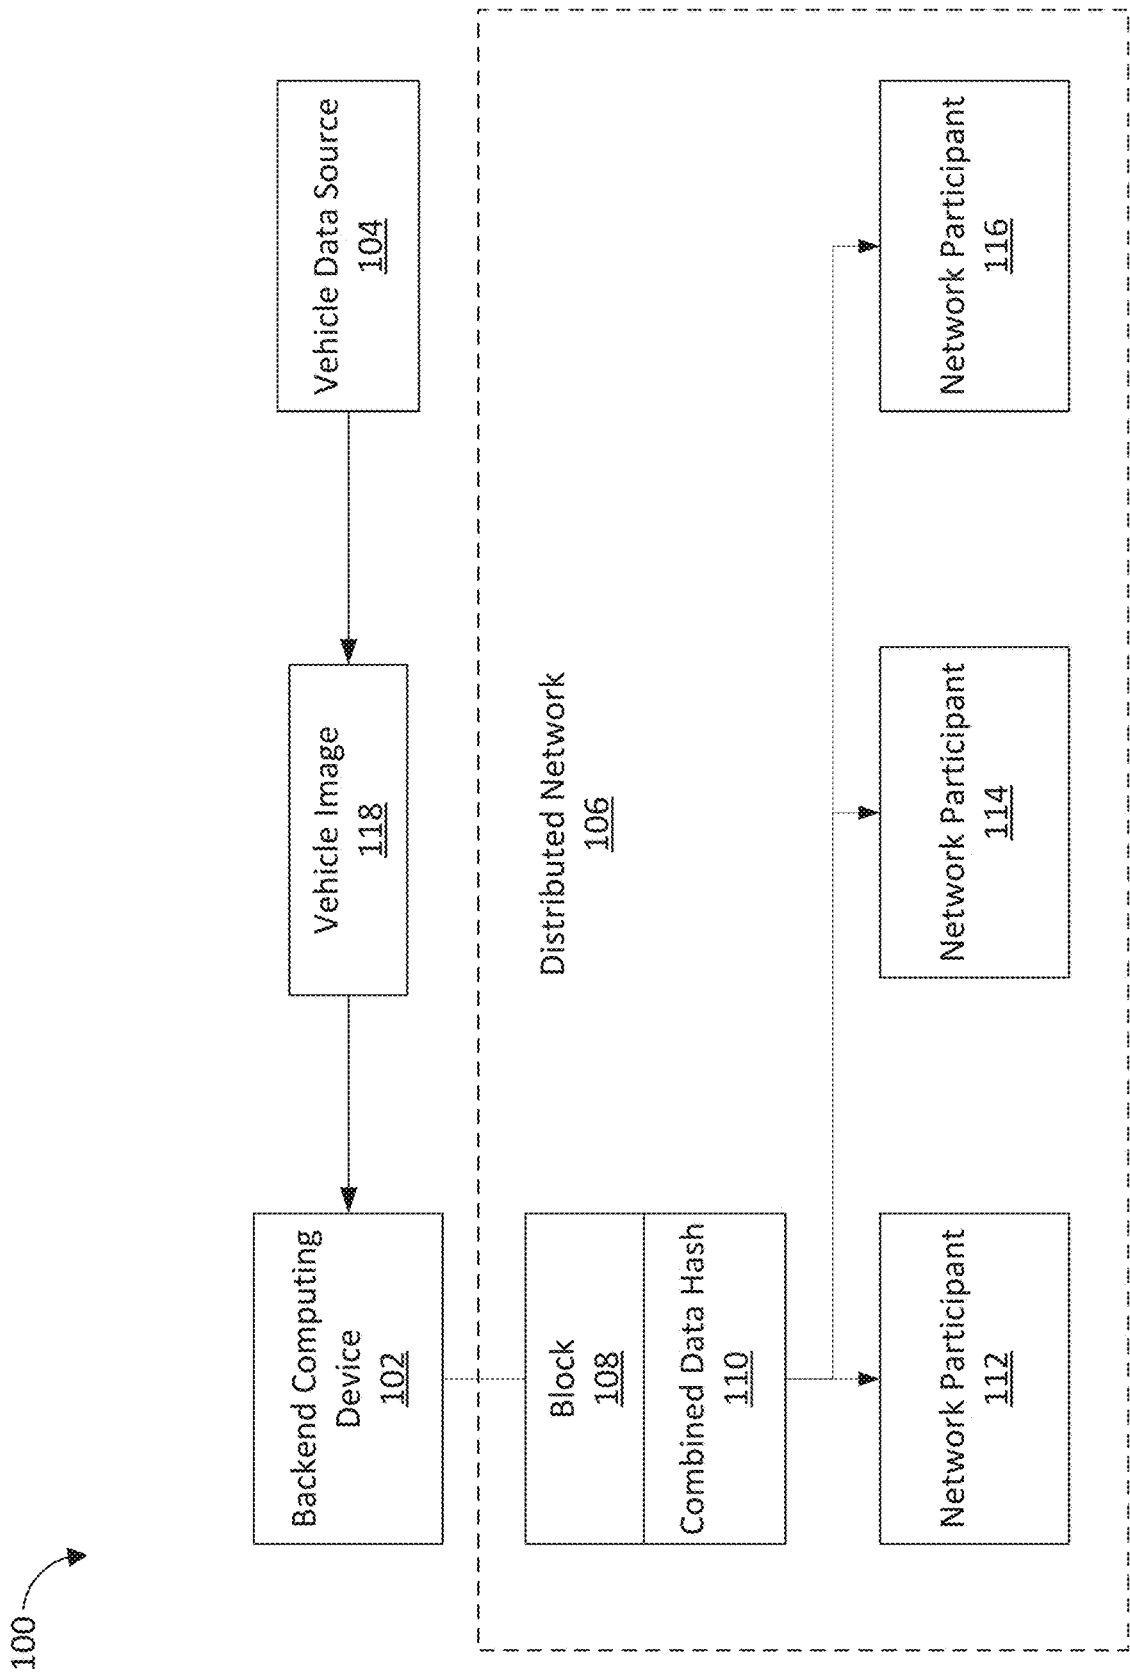 100
Backend Computing
Device
102
Vehicle Image
118
Vehicle Data Source
104
Distributed Network
106
Block
108
Combined Data Hash
110
Network Participant
112
Network Participant
114
Network Participant
116